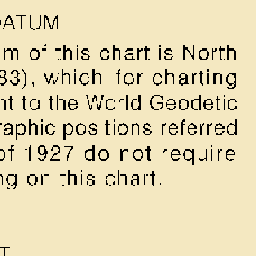 DATUM
m of this chart is North
83), which for charting
nt to the World Geodetic
raphic positions referred
of 1927 do not require
ng on this chart.
T